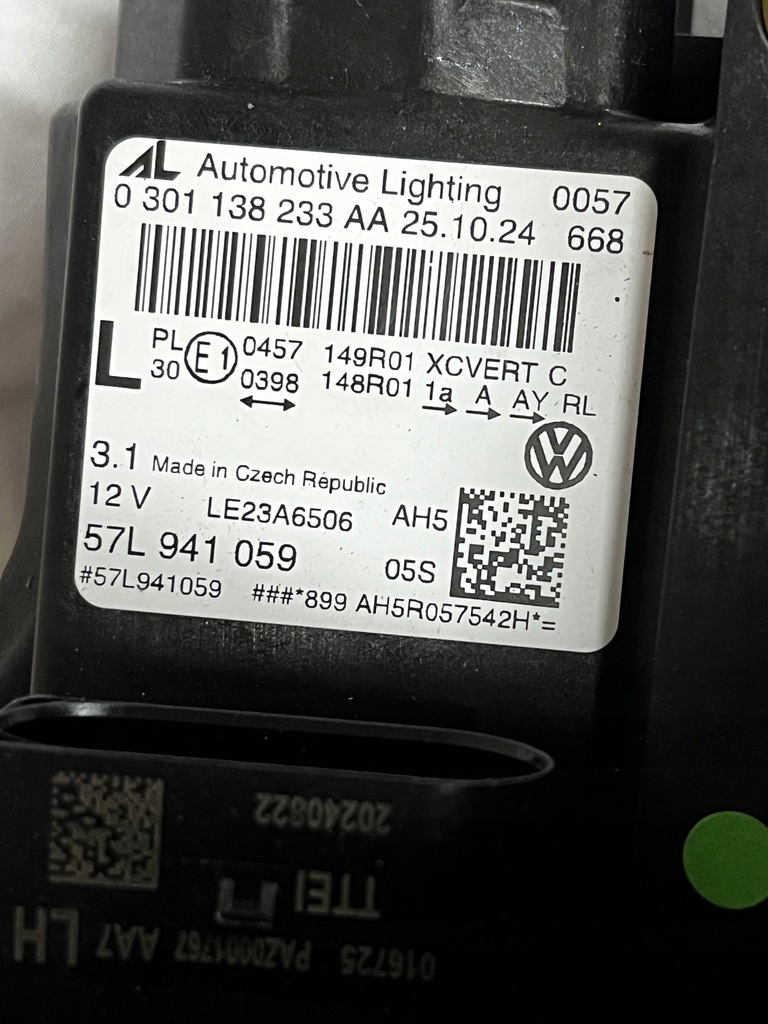 AL Automotive Lighting 0057
0 301 138 233 AA 25.10.24 668
L PL 30 E1 0457 149R01 XCVERT C
0398 148R01 1a A AY RL
3.1 Made in Czech Republic
12 V LE23A6506 AH5
57L 941 059 05S
#57L941059 ###*899 AH5R057542H*=
20240822
TTEI
016725 PAZ0001767 AA7 LH